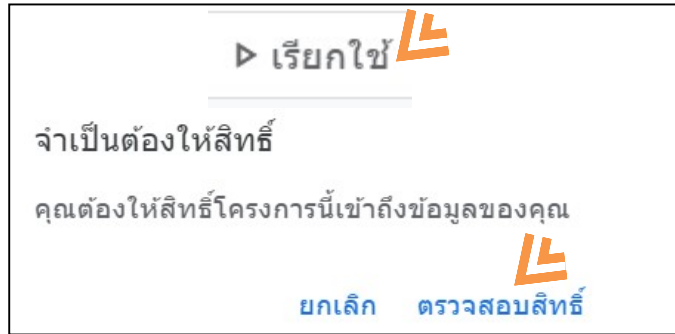 เรียกใช้
จำเป็นต้องให้สิทธิ์
คุณต้องให้สิทธิ์โครงการนี้เข้าถึงข้อมูลของคุณ
ยกเลิก ตรวจสอบสิทธิ์